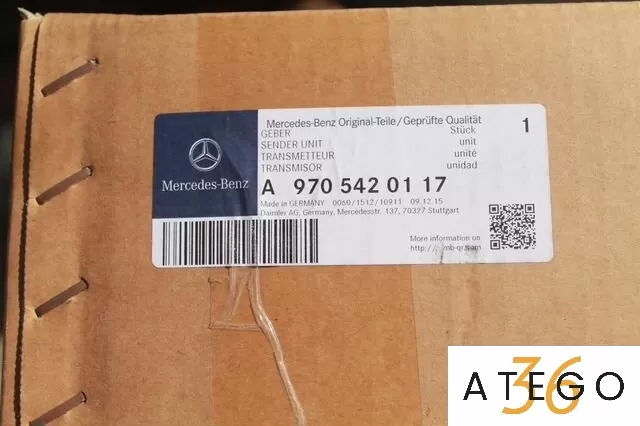 Mercedes-Benz Original-Teile/Geprüfte Qualität
GEBER Stück 1
SENDER UNIT unit
TRANSMETTEUR unité
TRANSMISOR unidad
Mercedes-Benz
A 970 542 01 17
Made in GERMANY 0060/1512/10911 09.12.15
Daimler AG, Germany, Mercedesstr. 137, 70327 Stuttgart
More information on
ATEGO
36